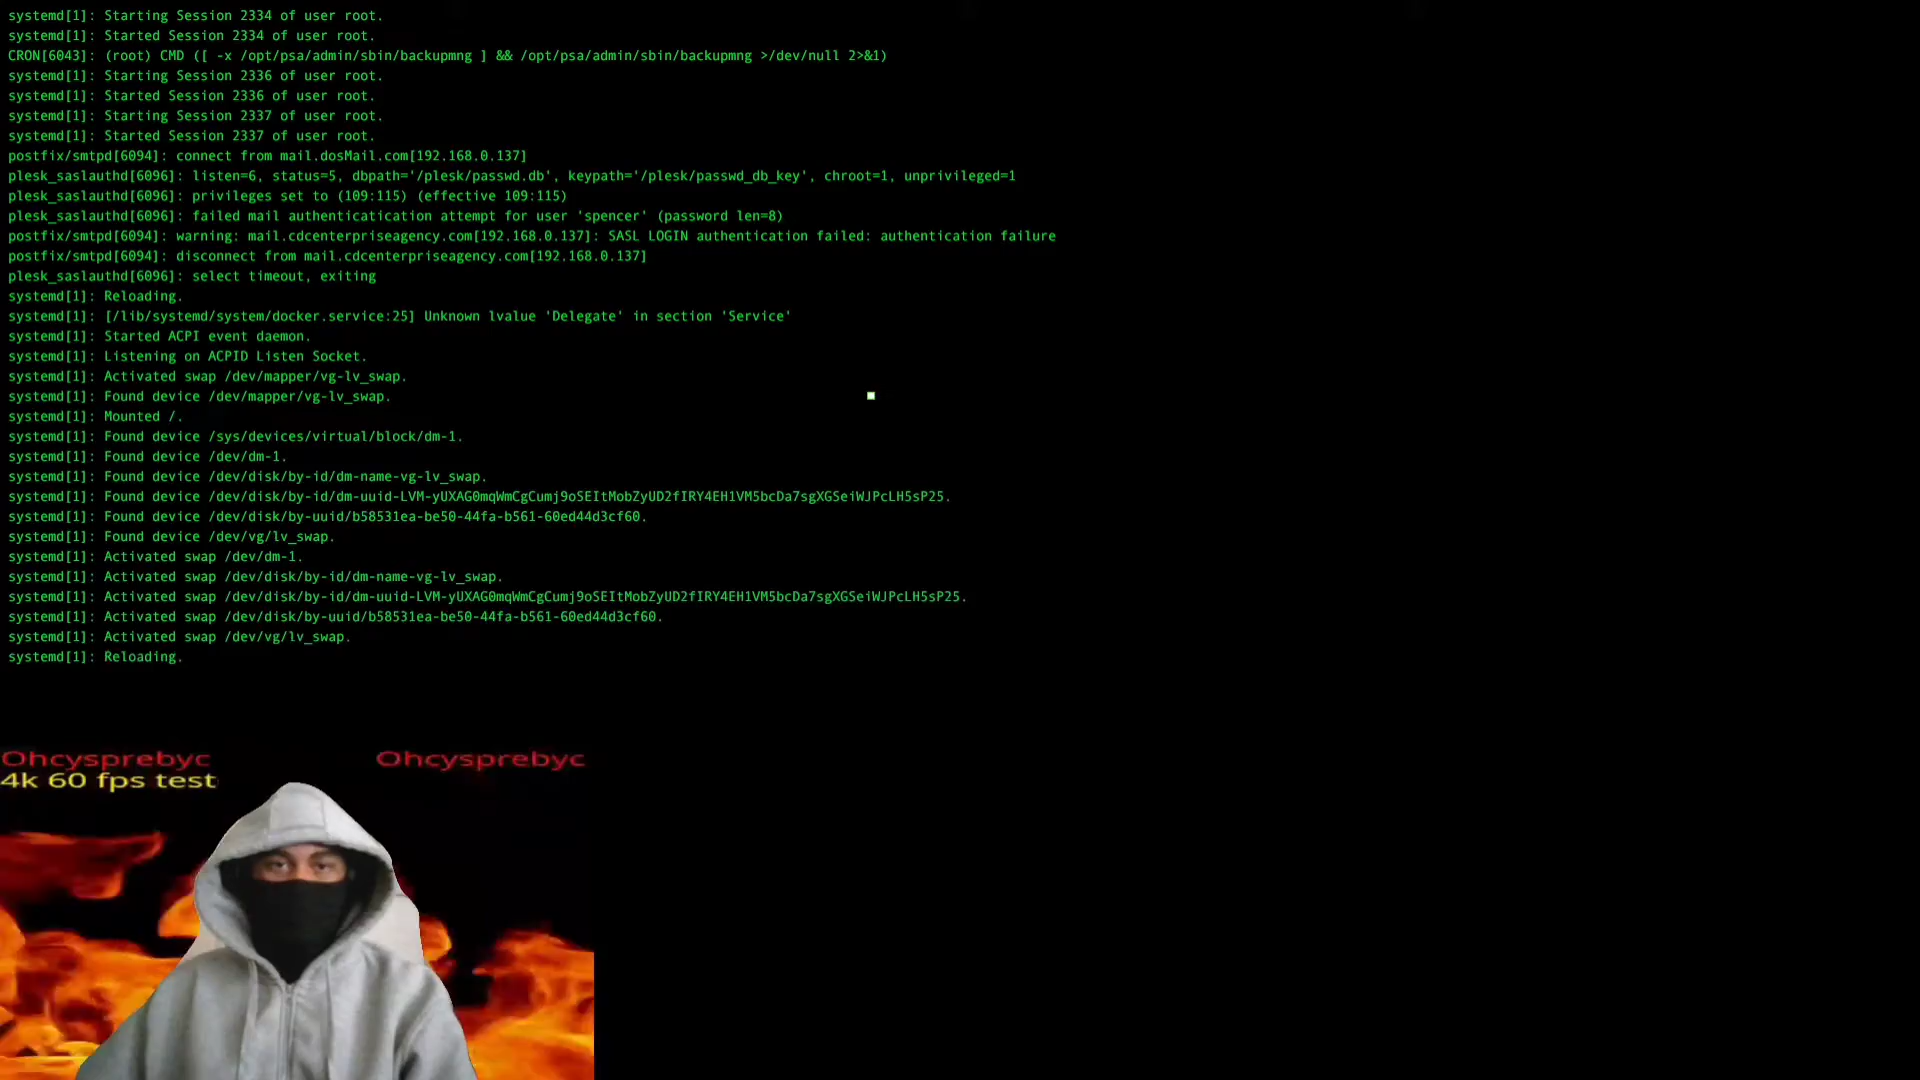 systemd[1]: Starting Session 2334 of user root.
systemd[1]: Started Session 2334 of user root.
CRON[6043]: (root) CMD ([ -x /opt/psa/admin/sbin/backupmng ] && /opt/psa/admin/sbin/backupmng >/dev/null 2>&1)
systemd[1]: Starting Session 2336 of user root.
systemd[1]: Started Session 2336 of user root.
systemd[1]: Starting Session 2337 of user root.
systemd[1]: Started Session 2337 of user root.
postfix/smtpd[6094]: connect from mail.dosMail.com[192.168.0.137]
plesk_saslauthd[6096]: listen=6, status=5, dbpath='/plesk/passwd.db', keypath='/plesk/passwd_db_key', chroot=1, unprivileged=1
plesk_saslauthd[6096]: privileges set to (109:115) (effective 109:115)
plesk_saslauthd[6096]: failed mail authenticatication attempt for user 'spencer' (password len=8)
postfix/smtpd[6094]: warning: mail.cdcenterpriseagency.com[192.168.0.137]: SASL LOGIN authentication failed: authentication failure
postfix/smtpd[6094]: disconnect from mail.cdcenterpriseagency.com[192.168.0.137]
plesk_saslauthd[6096]: select timeout, exiting
systemd[1]: Reloading.
systemd[1]: [/lib/systemd/system/docker.service:25] Unknown lvalue 'Delegate' in section 'Service'
systemd[1]: Started ACPI event daemon.
systemd[1]: Listening on ACPID Listen Socket.
systemd[1]: Activated swap /dev/mapper/vg-lv_swap.
systemd[1]: Found device /dev/mapper/vg-lv_swap.
systemd[1]: Mounted /.
systemd[1]: Found device /sys/devices/virtual/block/dm-1.
systemd[1]: Found device /dev/dm-1.
systemd[1]: Found device /dev/disk/by-id/dm-name-vg-lv_swap.
systemd[1]: Found device /dev/disk/by-id/dm-uuid-LVM-yUXAG0mqWmCgCumj9oSEItMobZyUD2fIRY4EH1VM5bcDa7sgXGSeiWJPcLH5sP25.
systemd[1]: Found device /dev/disk/by-uuid/b58531ea-be50-44fa-b561-60ed44d3cf60.
systemd[1]: Found device /dev/vg/lv_swap.
systemd[1]: Activated swap /dev/dm-1.
systemd[1]: Activated swap /dev/disk/by-id/dm-name-vg-lv_swap.
systemd[1]: Activated swap /dev/disk/by-id/dm-uuid-LVM-yUXAG0mqWmCgCumj9oSEItMobZyUD2fIRY4EH1VM5bcDa7sgXGSeiWJPcLH5sP25.
systemd[1]: Activated swap /dev/disk/by-uuid/b58531ea-be50-44fa-b561-60ed44d3cf60.
systemd[1]: Activated swap /dev/vg/lv_swap.
systemd[1]: Reloading.
Ohcysprebyc Ohcysprebyc
4k 60 fps test